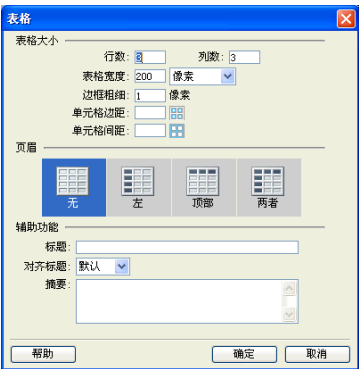 表格
表格大小
行数: 3 列数: 3
表格宽度: 200 像素
边框粗细: 1 像素
单元格边距:
单元格间距:
页眉
无 左 顶部 两者
辅助功能
标题:
对齐标题: 默认
摘要:
帮助 确定 取消